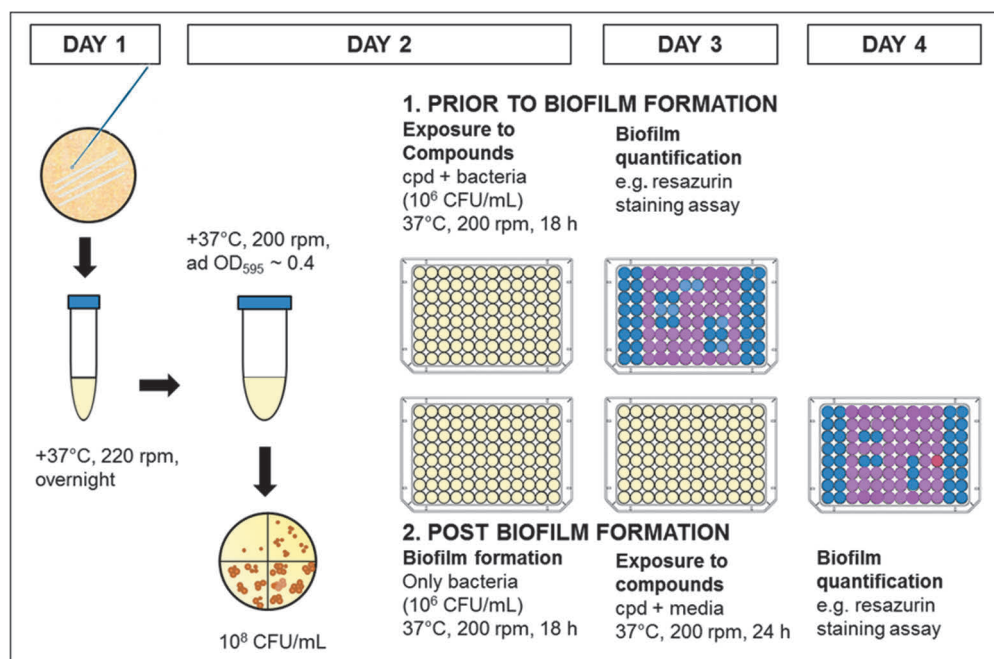 DAY 1
DAY 2
DAY 3
DAY 4
+37°C, 220 rpm,
overnight
+37°C, 200 rpm,
ad OD₅₉₅ ~ 0.4
10⁸ CFU/mL
1. PRIOR TO BIOFILM FORMATION
Exposure to
Compounds
cpd + bacteria
(10⁶ CFU/mL)
37°C, 200 rpm, 18 h
Biofilm
quantification
e.g. resazurin
staining assay
2. POST BIOFILM FORMATION
Biofilm formation
Only bacteria
(10⁶ CFU/mL)
37°C, 200 rpm, 18 h
Exposure to
compounds
cpd + media
37°C, 200 rpm, 24 h
Biofilm
quantification
e.g. resazurin
staining assay